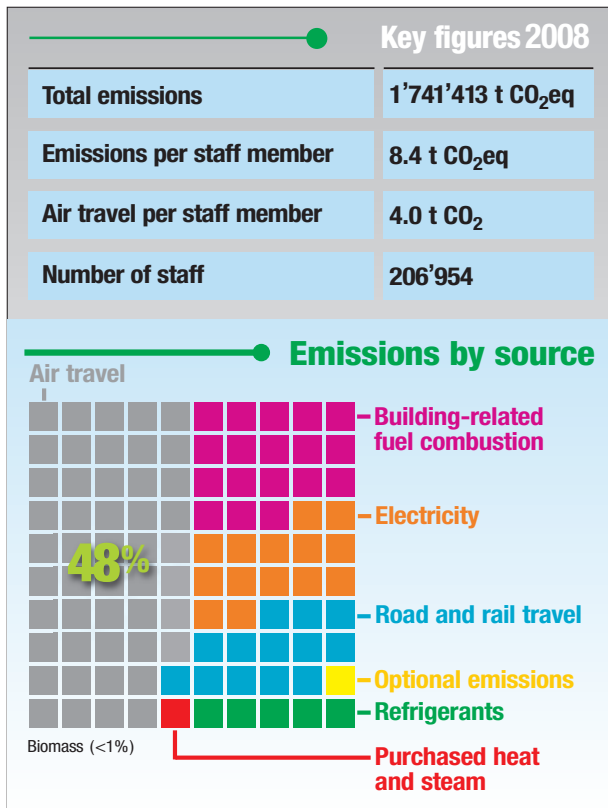 Key figures 2008
Total emissions 1’741’413 t CO₂eq
Emissions per staff member 8.4 t CO₂eq
Air travel per staff member 4.0 t CO₂
Number of staff 206’954
Emissions by source
Air travel
Building-related
fuel combustion
Electricity
48%
Road and rail travel
Optional emissions
Refrigerants
Biomass (<1%)
Purchased heat
and steam